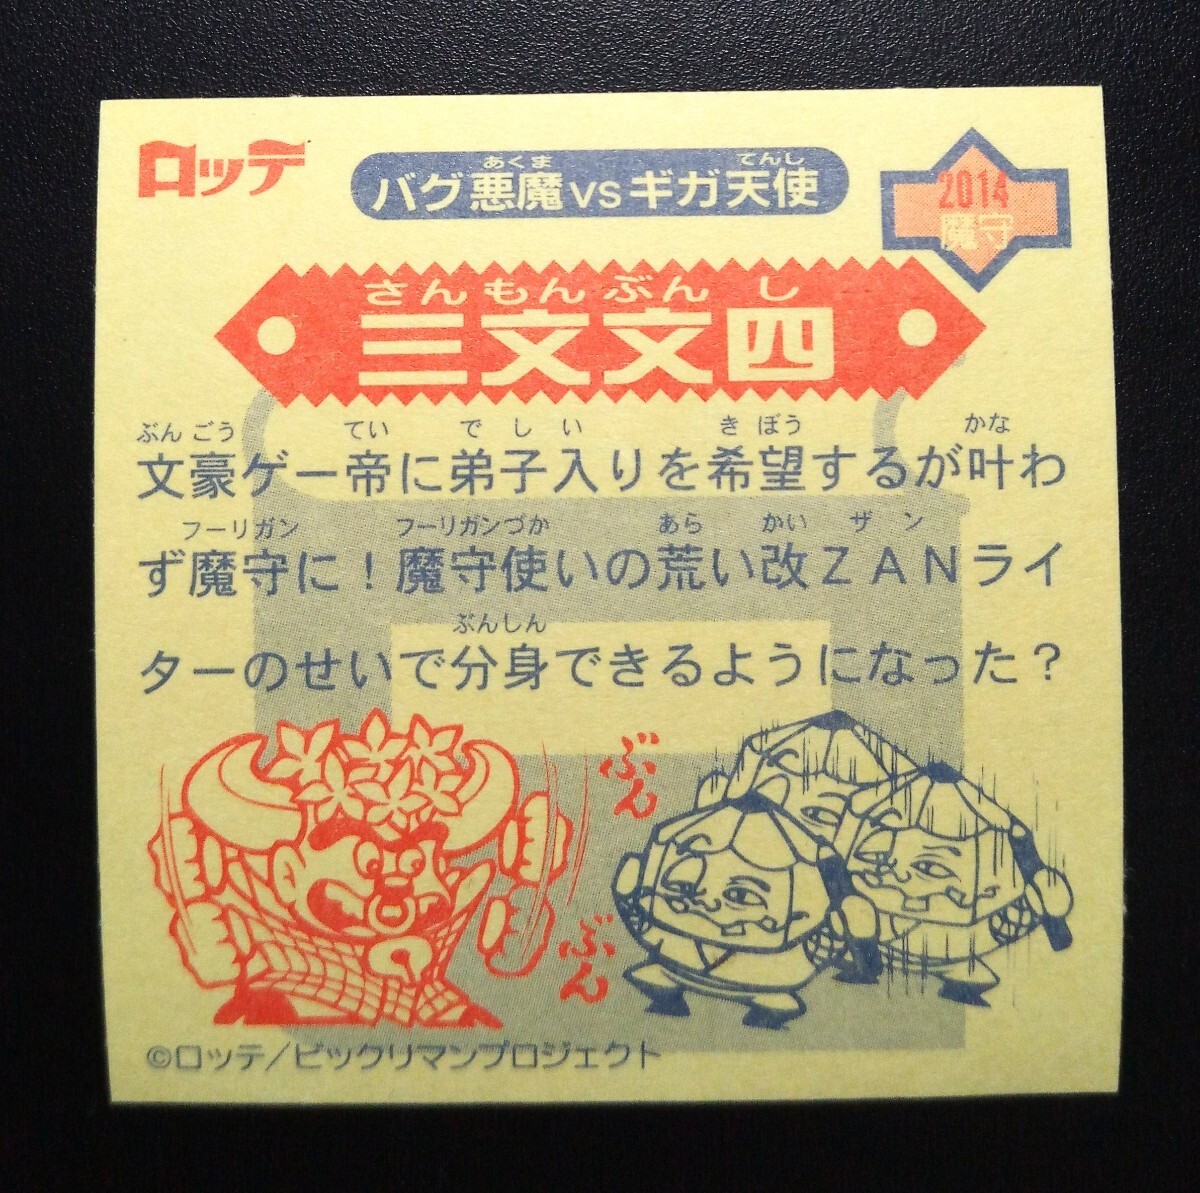 ロッテ
あくま てんし
バグ悪魔vsギガ天使
2014
魔守
さんもんぶんし
三文文四
ぶんごう てい でしい きぼう かな
文豪ゲー帝に弟子入りを希望するが叶わ
フーリガン フーリガンづか あら かい ザン
ず魔守に！魔守使いの荒い改ZANライ
ぶんしん
ターのせいで分身できるようになった？
ぶん
ぶん
©ロッテ/ビックリマンプロジェクト